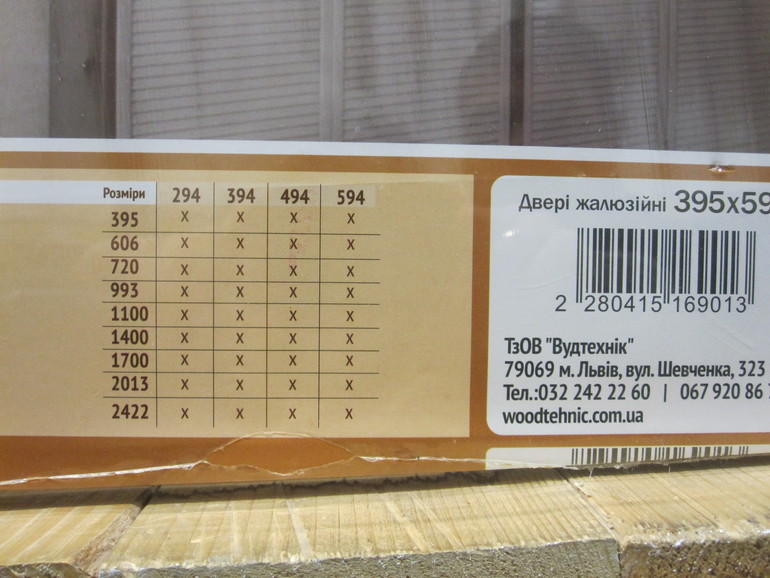 Розміри 294 394 494 594
395 x x x x
606 x x x x
720 x x x x
993 x x x x
1100 x x x x
1400 x x x x
1700 x x x x
2013 x x x x
2422 x x x x
Двері жалюзійні 395x59
2 280415 169013
ТзОВ "Вудтехнік"
79069 м. Львів, вул. Шевченка, 323
Тел.:032 242 22 60 | 067 920 86
woodtehnic.com.ua